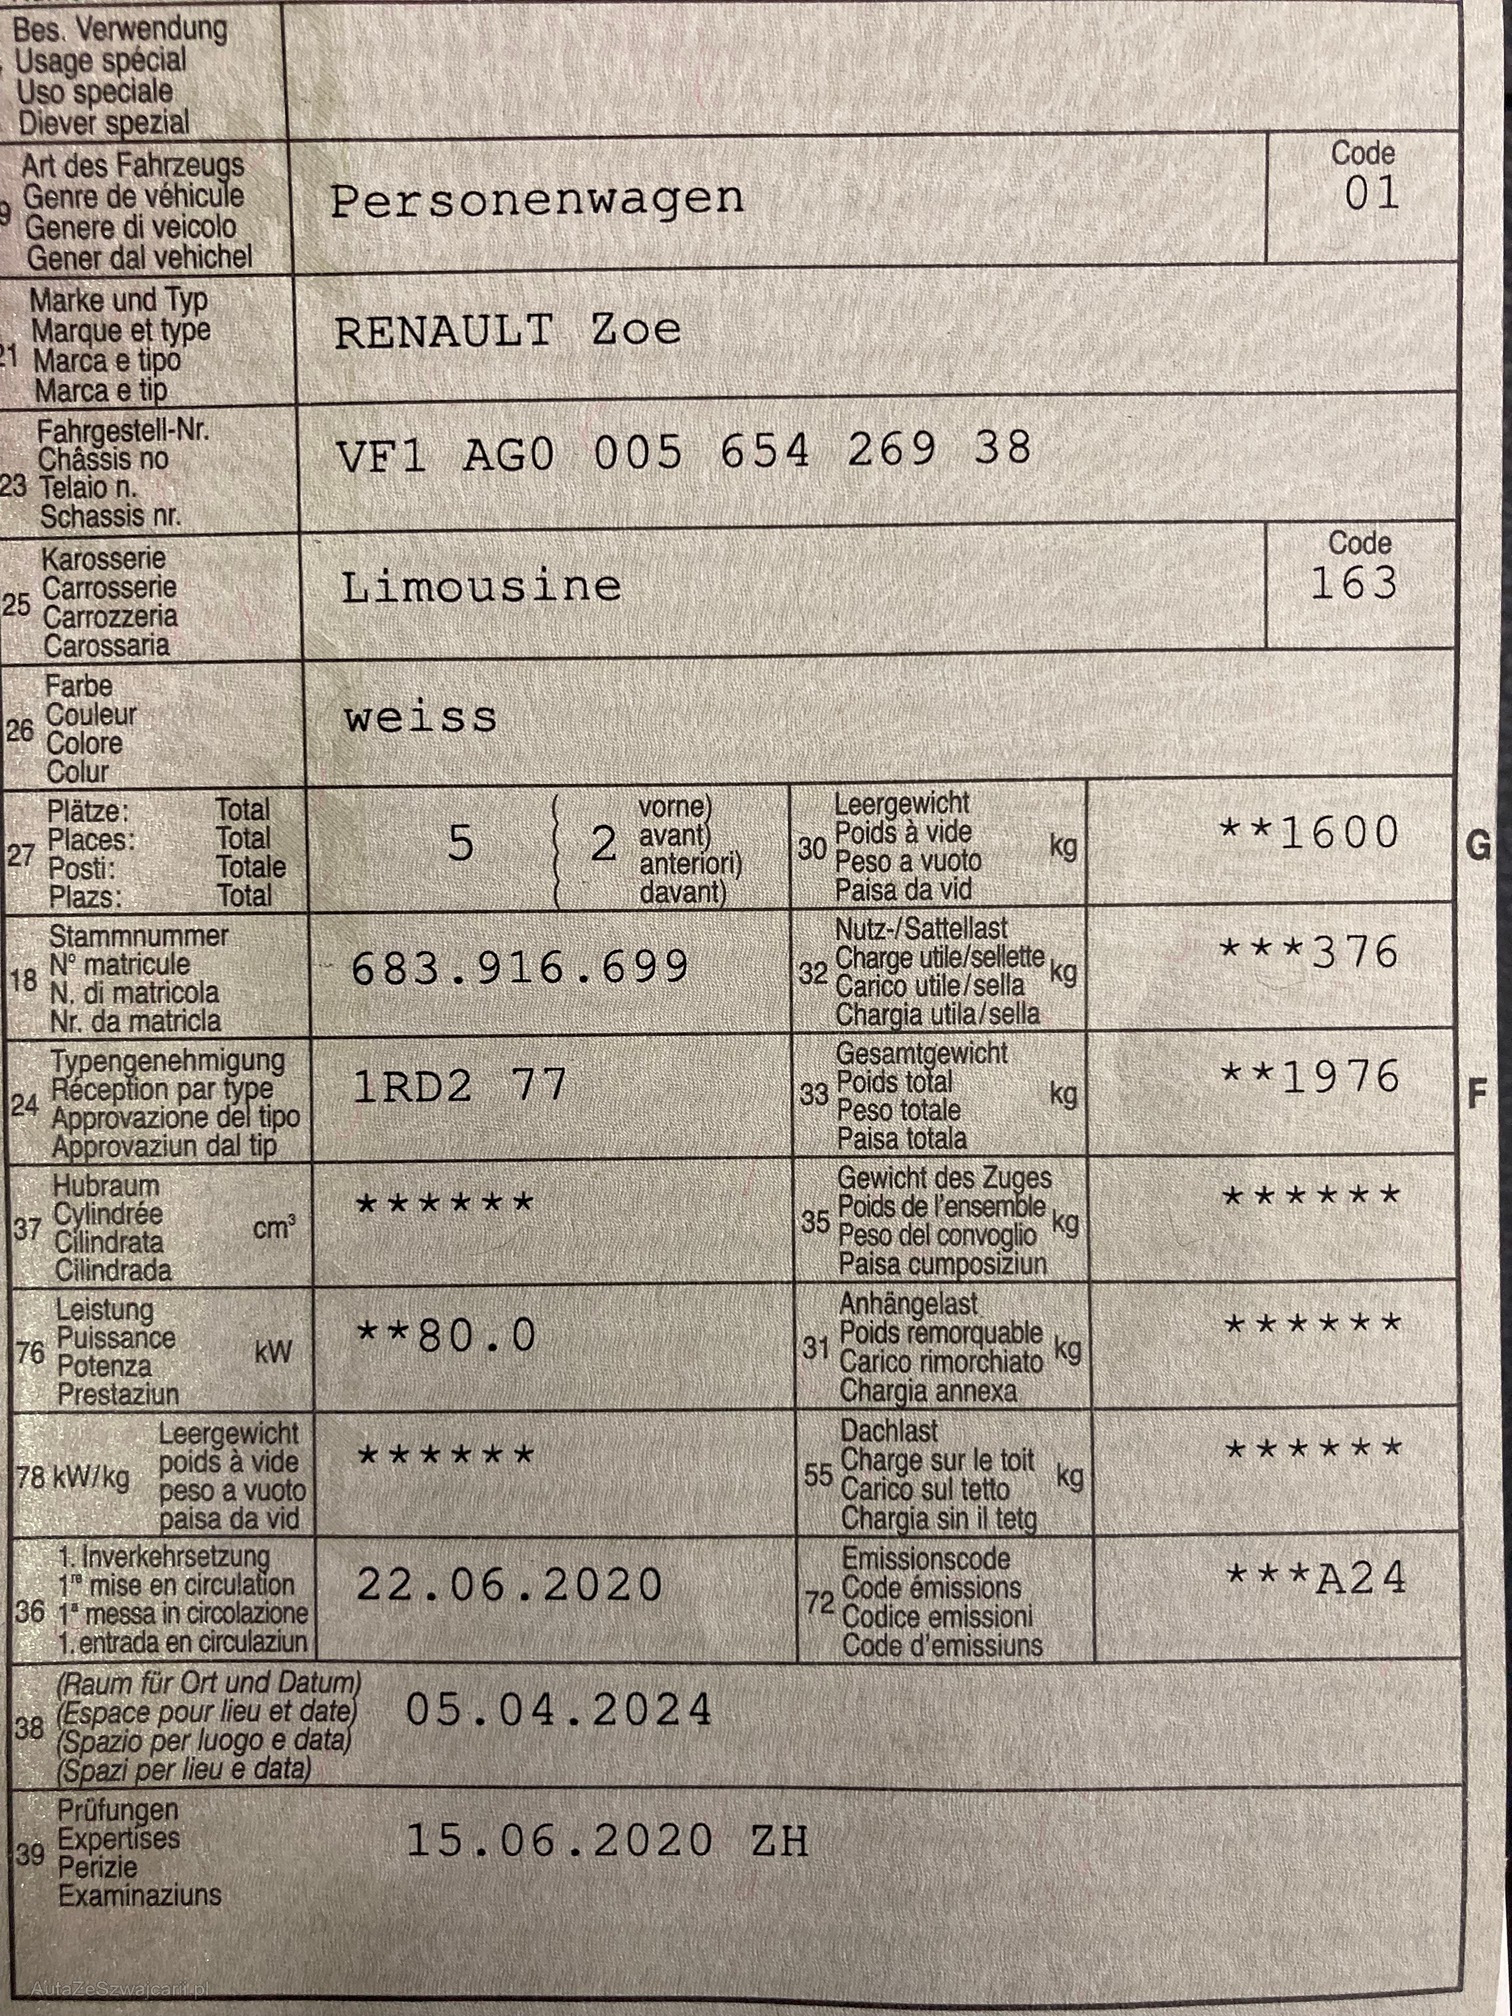 Bes. Verwendung
Usage spécial
Uso speciale
Diever spezial
Art des Fahrzeugs
Genre de véhicule
Genere di veicolo
Gener dal vehichel
Personenwagen
Code
01
Marke und Typ
Marque et type
21 Marca e tipo
Marca e tip
RENAULT Zoe
Fahrgestell-Nr.
Châssis no
23 Telaio n.
Schassis nr.
VF1 AG0 005 654 269 38
Karosserie
25 Carrosserie
Carrozzeria
Carossaria
Limousine
Code
163
Farbe
26 Couleur
Colore
Colur
weiss
Plätze: Total
27 Places: Total
Posti: Totale
Plazs: Total
5 ( 2 vorne)
avant)
anteriori)
davant)
Leergewicht
30 Poids à vide kg
Peso a vuoto
Paisa da vid
**1600
G
Stammnummer
18 N° matricule
N. di matricola
Nr. da matricla
683.916.699
Nutz-/Sattellast
32 Charge utile/sellette kg
Carico utile/sella
Chargia utila/sella
***376
Typengenehmigung
24 Réception par type
Approvazione del tipo
Approvaziun dal tip
1RD2 77
Gesamtgewicht
33 Poids total kg
Peso totale
Paisa totala
**1976
F
Hubraum
37 Cylindrée cm³
Cilindrata
Cilindrada
******
Gewicht des Zuges
35 Poids de l'ensemble kg
Peso del convoglio
Paisa cumposiziun
******
Leistung
76 Puissance kW
Potenza
Prestaziun
**80.0
Anhängelast
31 Poids remorquable kg
Carico rimorchiato
Chargia annexa
******
Leergewicht
78 kW/kg poids à vide
peso a vuoto
paisa da vid
******
Dachlast
55 Charge sur le toit kg
Carico sul tetto
Chargia sin il tetg
******
1. Inverkehrsetzung
1re mise en circulation
36 1a messa in circolazione
1. entrada en circulaziun
22.06.2020
Emissionscode
72 Code émissions
Codice emissioni
Code d'emissiuns
***A24
(Raum für Ort und Datum)
38 (Espace pour lieu et date)
(Spazio per luogo e data)
(Spazi per lieu e data)
05.04.2024
Prüfungen
39 Expertises
Perizie
Examinaziuns
15.06.2020 ZH
AutaZeSzwajcarii.pl